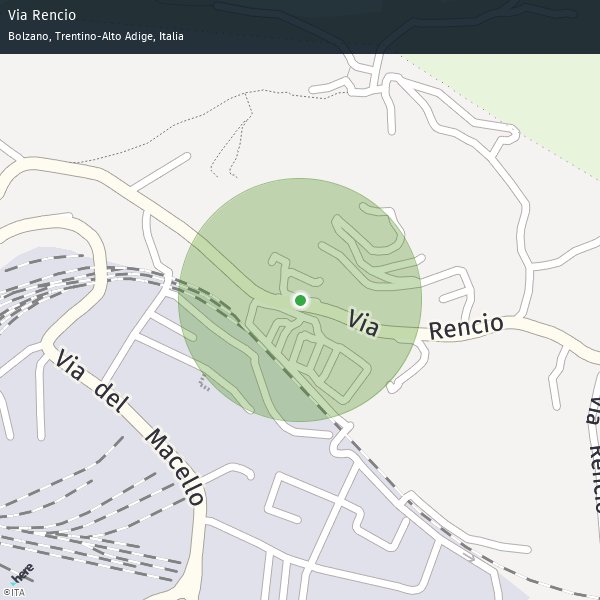 Via Rencio
Bolzano, Trentino-Alto Adige, Italia
Via Rencio
Via del Macello
Via Rencio
here
©ITA